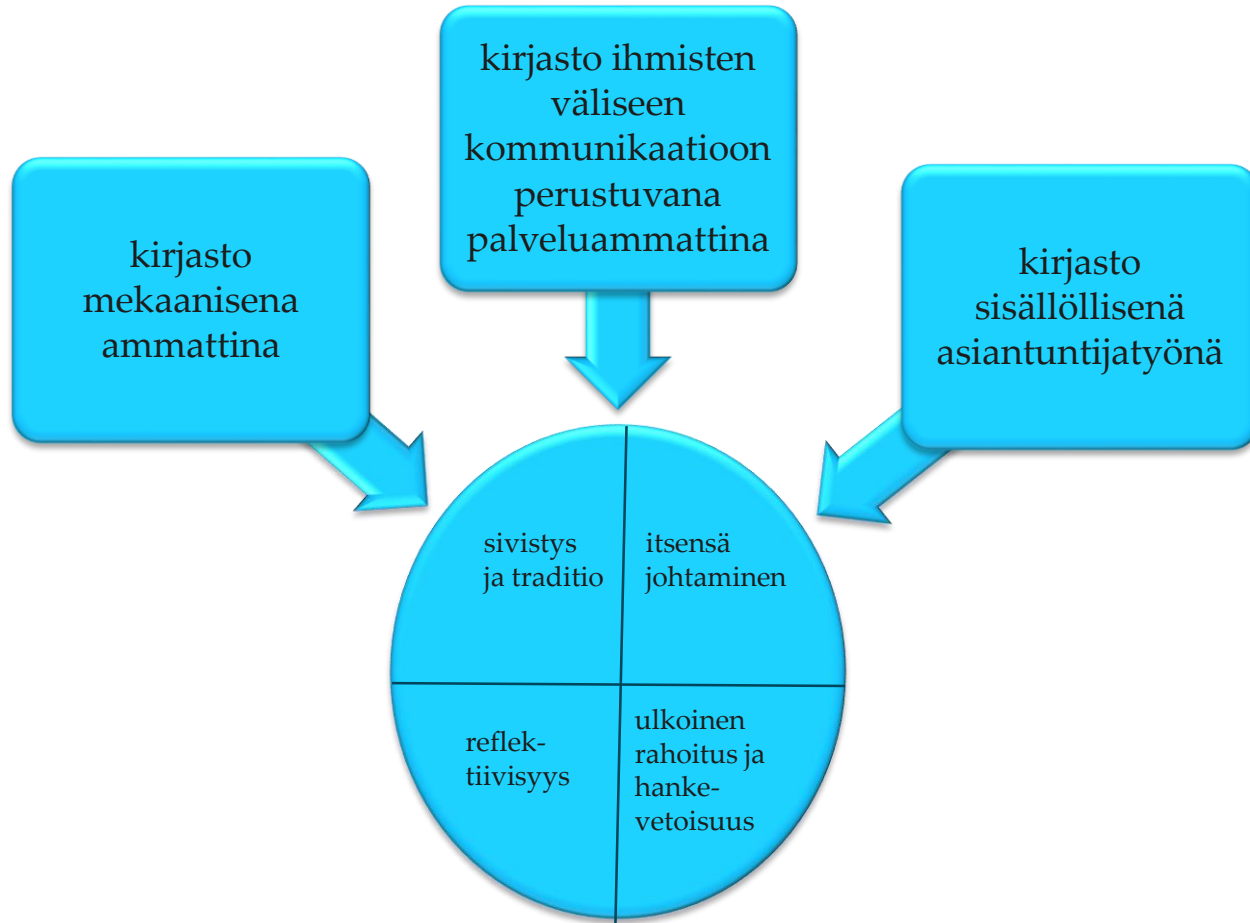 kirjasto ihmisten
väliseen
kommunikaatioon
perustuvana
palveluammattina
kirjasto
mekaanisena
ammattina
kirjasto
sisällöllisenä
asiantuntijatyönä
sivistys
ja traditio
itsensä
johtaminen
reflek-
tiivisyys
ulkoinen
rahoitus ja
hanke-
vetoisuus